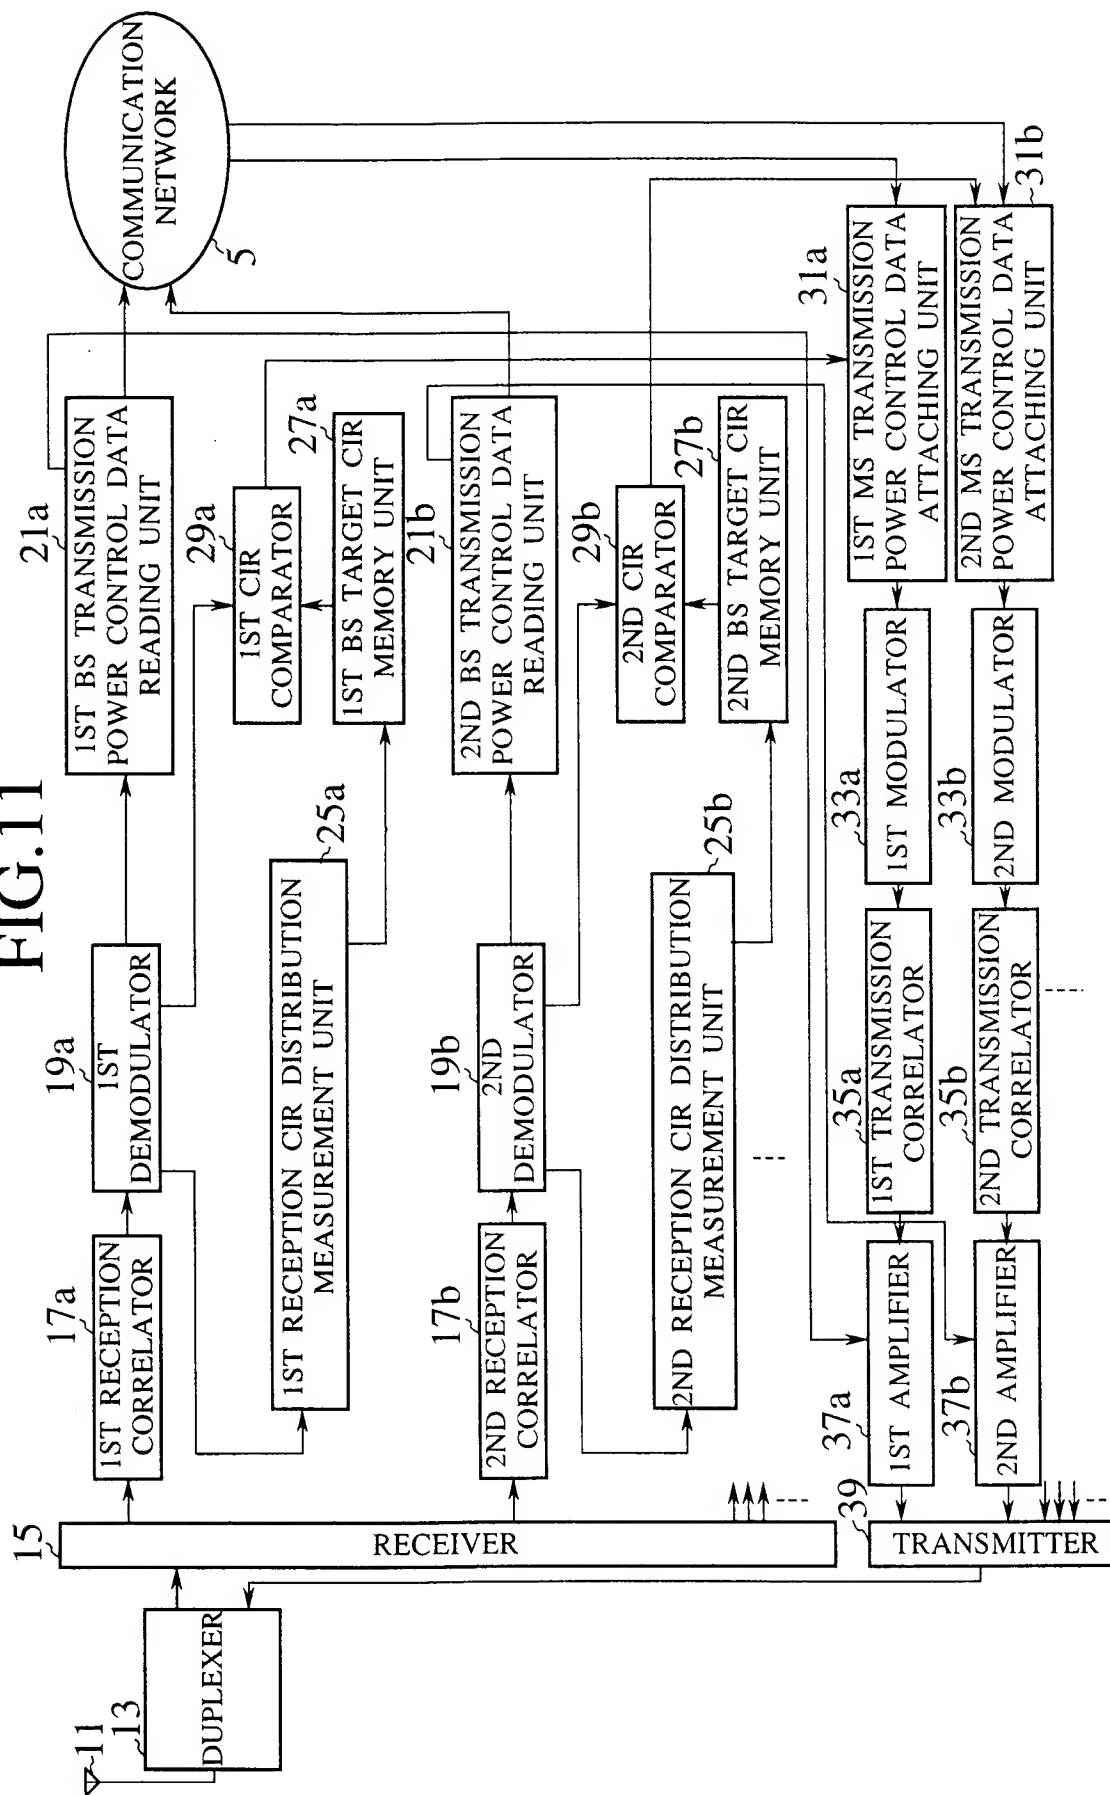 FIG.11
11
13
DUPLEXER
15
RECEIVER
39
TRANSMITTER
17a
1ST RECEPTION
CORRELATOR
19a
1ST
DEMODULATOR
21a
1ST BS TRANSMISSION
POWER CONTROL DATA
READING UNIT
COMMUNICATION
NETWORK
5
29a
1ST CIR
COMPARATOR
25a
1ST RECEPTION CIR DISTRIBUTION
MEASUREMENT UNIT
27a
1ST BS TARGET CIR
MEMORY UNIT
17b
2ND RECEPTION
CORRELATOR
19b
2ND
DEMODULATOR
21b
2ND BS TRANSMISSION
POWER CONTROL DATA
READING UNIT
29b
2ND CIR
COMPARATOR
25b
2ND RECEPTION CIR DISTRIBUTION
MEASUREMENT UNIT
27b
2ND BS TARGET CIR
MEMORY UNIT
37a
1ST AMPLIFIER
35a
1ST TRANSMISSION
CORRELATOR
33a
1ST MODULATOR
31a
1ST MS TRANSMISSION
POWER CONTROL DATA
ATTACHING UNIT
37b
2ND AMPLIFIER
35b
2ND TRANSMISSION
CORRELATOR
33b
2ND MODULATOR
31b
2ND MS TRANSMISSION
POWER CONTROL DATA
ATTACHING UNIT